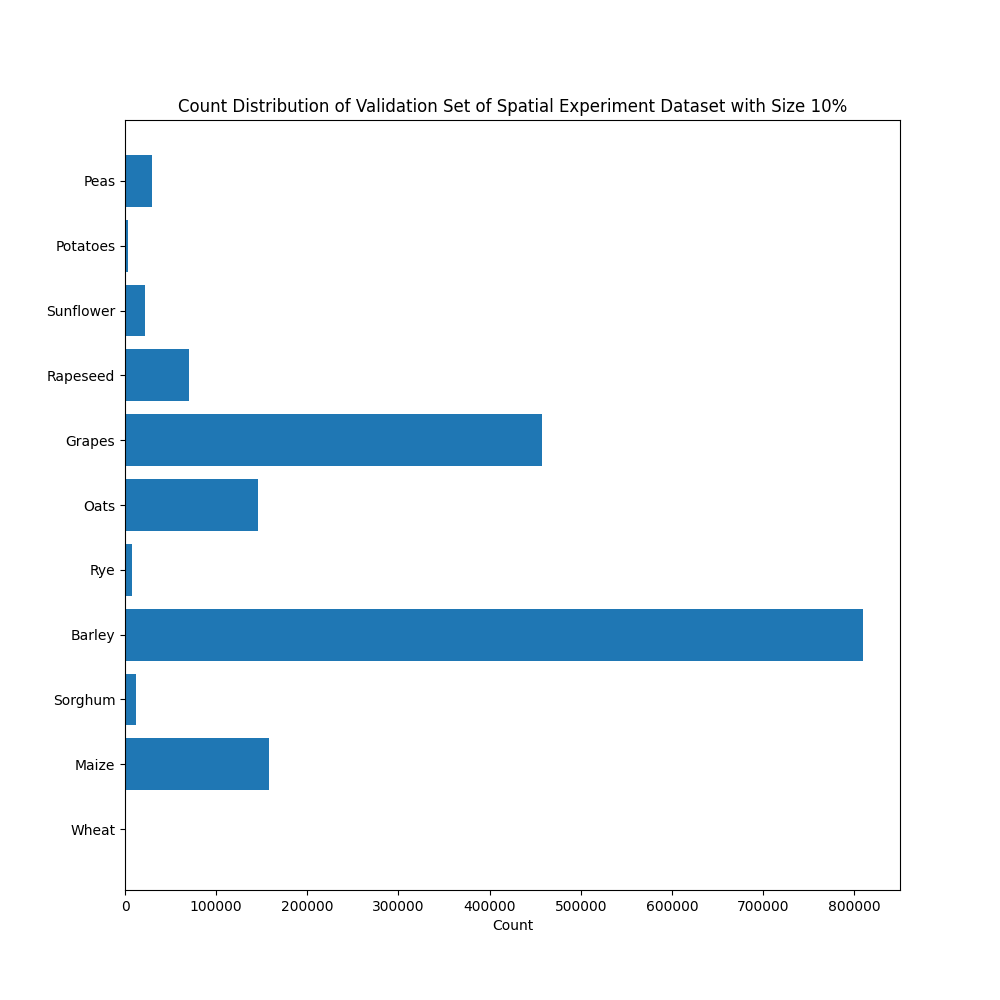 Count Distribution of Validation Set of Spatial Experiment Dataset with Size 10%
Peas
Potatoes
Sunflower
Rapeseed
Grapes
Oats
Rye
Barley
Sorghum
Maize
Wheat
0 100000 200000 300000 400000 500000 600000 700000 800000
Count